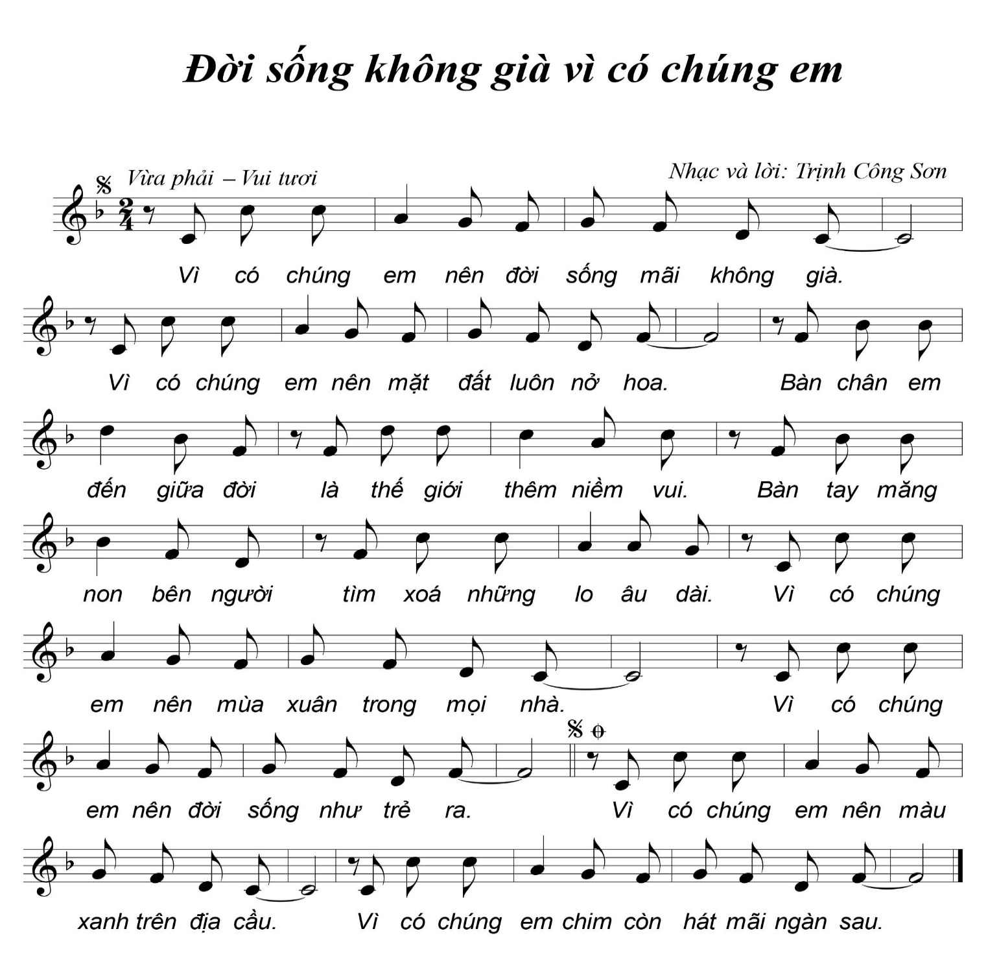 Đời sống không già vì có chúng em
Vừa phải – Vui tươi
Nhạc và lời: Trịnh Công Sơn
2
4
Vì có chúng em nên đời sống mãi không già.
Vì có chúng em nên mặt đất luôn nở hoa. Bàn chân em
đến giữa đời là thế giới thêm niềm vui. Bàn tay măng
non bên người tìm xoá những lo âu dài. Vì có chúng
em nên mùa xuân trong mọi nhà. Vì có chúng
em nên đời sống như trẻ ra. Vì có chúng em nên màu
xanh trên địa cầu. Vì có chúng em chim còn hát mãi ngàn sau.